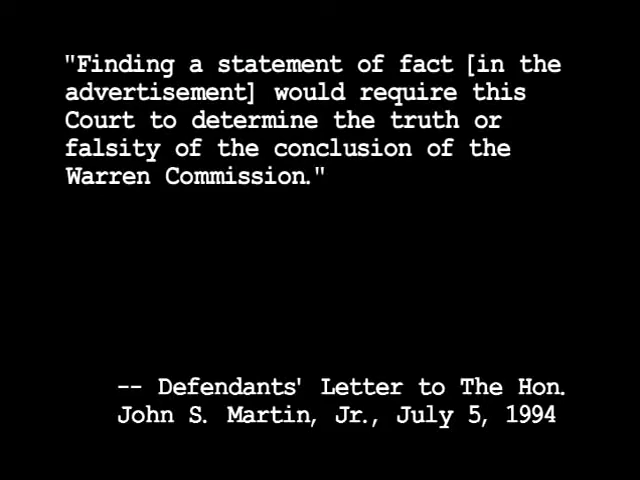 "Finding a statement of fact [in the
advertisement] would require this
Court to determine the truth or
falsity of the conclusion of the
Warren Commission."
-- Defendants' Letter to The Hon.
John S. Martin, Jr., July 5, 1994